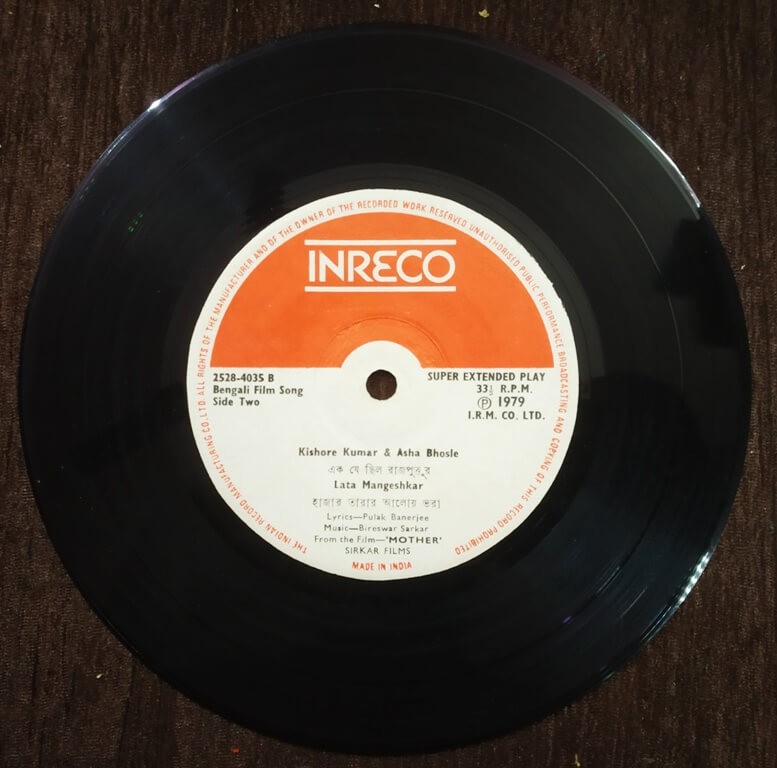 THE INDIAN RECORD MANUFACTURING CO. LTD. ALL RIGHTS OF THE MANUFACTURER AND OF THE OWNER OF THE RECORDED WORK RESERVED UNAUTHORISED PUBLIC PERFORMANCE BROADCASTING AND COPYING OF THIS RECORD PROHIBITED
INRECO
2528-4035 B
Bengali Film Song
Side Two
SUPER EXTENDED PLAY
33⅓ R.P.M.
Ⓟ 1979
I.R.M. CO. LTD.
Kishore Kumar & Asha Bhosle
এক যে ছিল রাজপুত্তুর
Lata Mangeshkar
হাজার তারার আলোয় ভরা
Lyrics—Pulak Banerjee
Music—Bireswar Sarkar
From the Film—'MOTHER'
SIRKAR FILMS
MADE IN INDIA